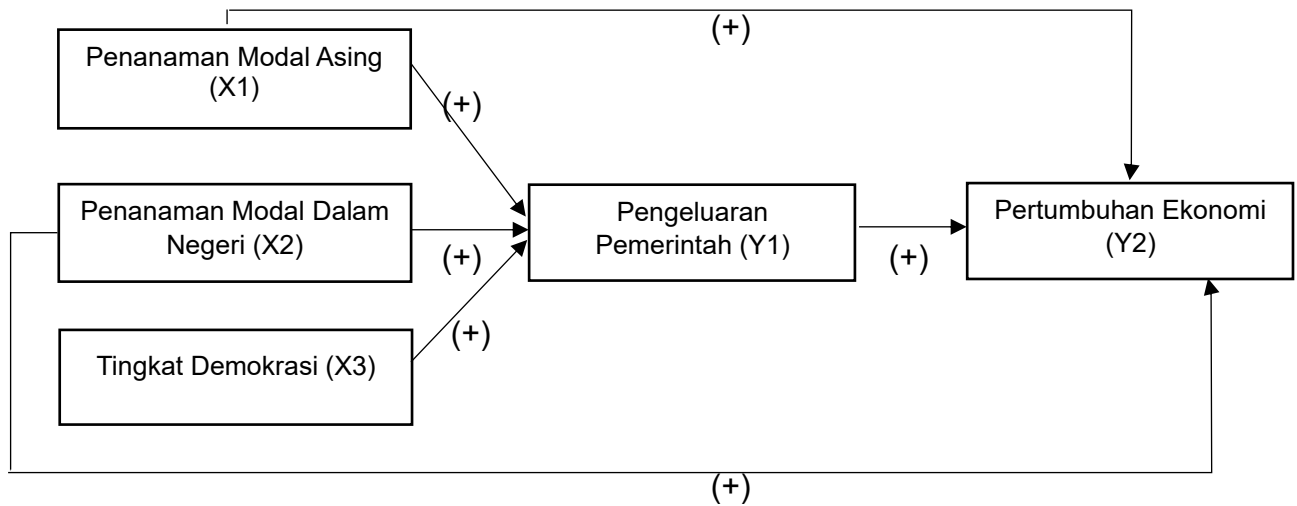 (+)
Penanaman Modal Asing
(X1)
(+)
Penanaman Modal Dalam
Negeri (X2)
(+)
Pengeluaran
Pemerintah (Y1)
(+)
Pertumbuhan Ekonomi
(Y2)
Tingkat Demokrasi (X3)
(+)
(+)